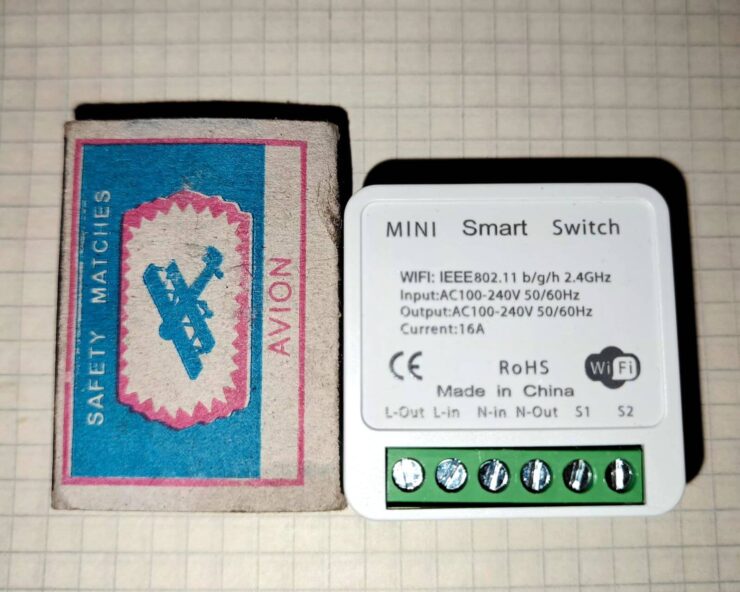 SAFETY MATCHES
AVION
MINI Smart Switch
WIFI: IEEE802.11 b/g/h 2.4GHz
Input:AC100-240V 50/60Hz
Output:AC100-240V 50/60Hz
Current:16A
CE RoHS WiFi
Made in China
L-Out L-in N-in N-Out S1 S2